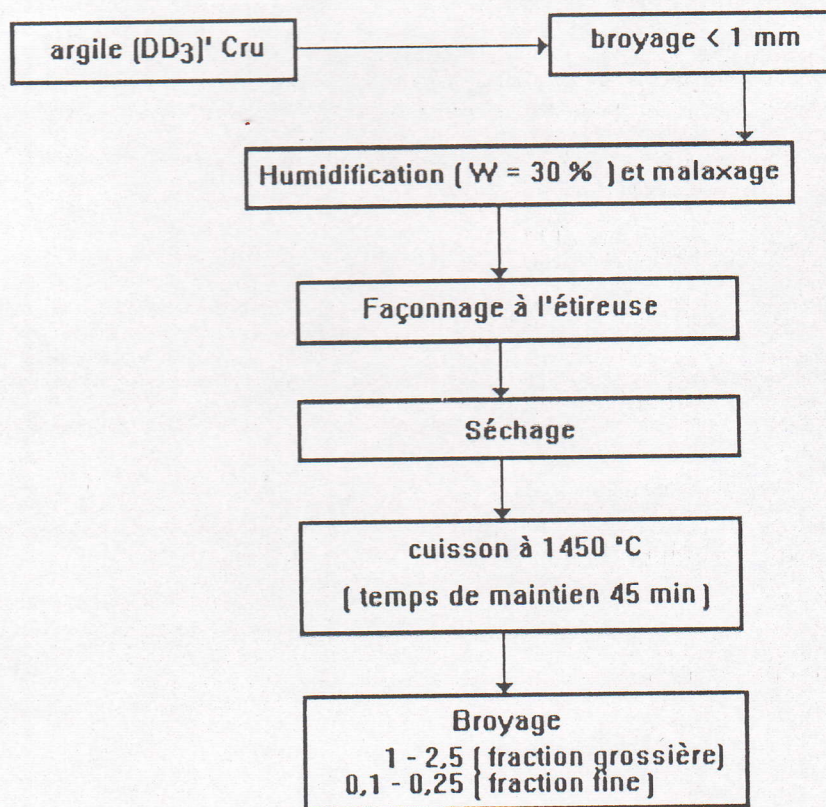 argile (DD3)' Cru
broyage < 1 mm
Humidification ( W = 30 % ) et malaxage
Façonnage à l'étireuse
Séchage
cuisson à 1450 °C
( temps de maintien 45 min )
Broyage
1 - 2,5 ( fraction grossière)
0,1 - 0,25 ( fraction fine )